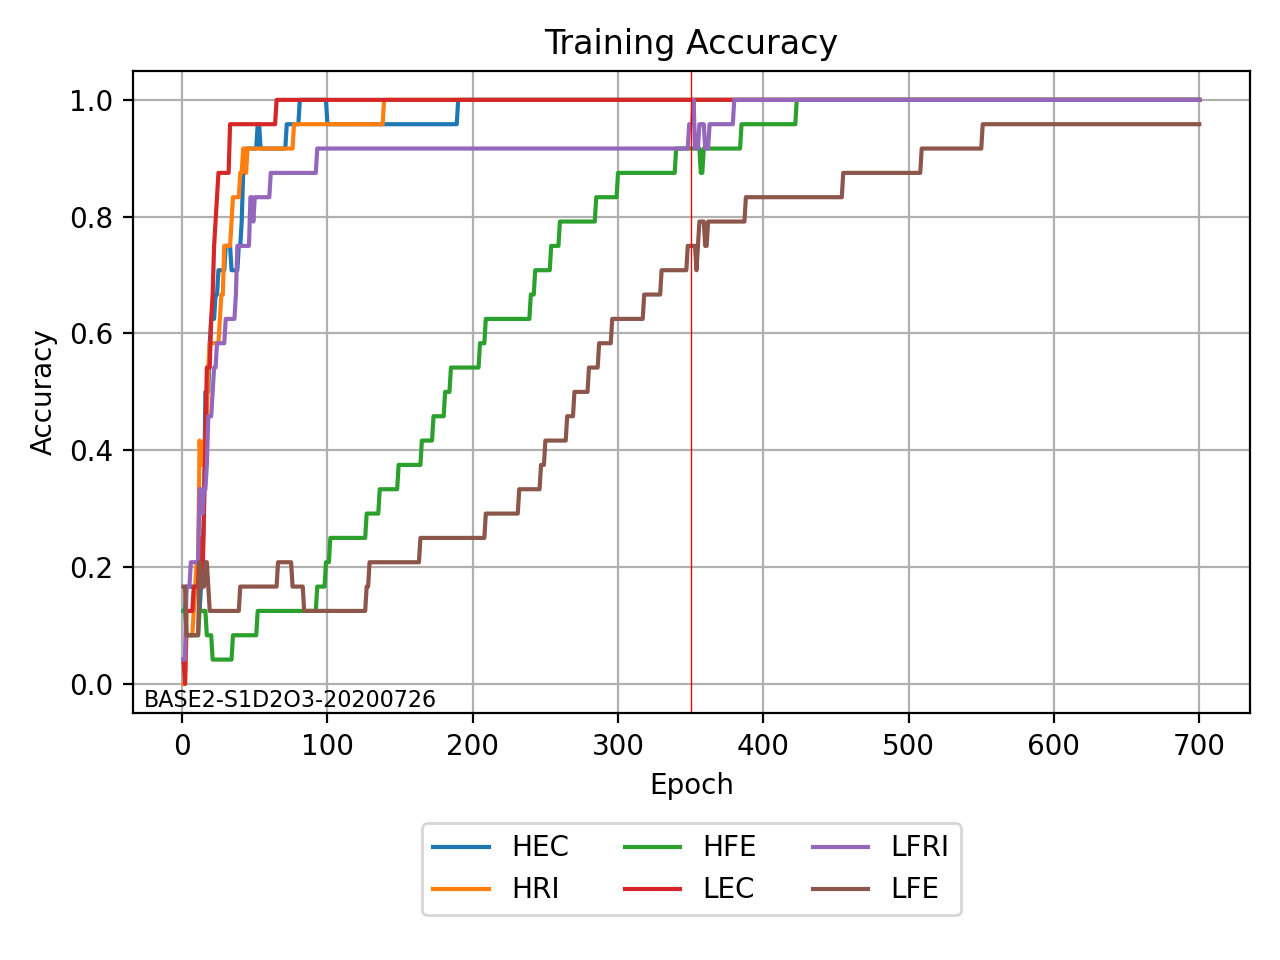 Training Accuracy
1.0
0.8
0.6
0.4
0.2
0.0
Accuracy
BASE2-S1D2O3-20200726
0 100 200 300 400 500 600 700
Epoch
HEC HFE LFRI
HRI LEC LFE